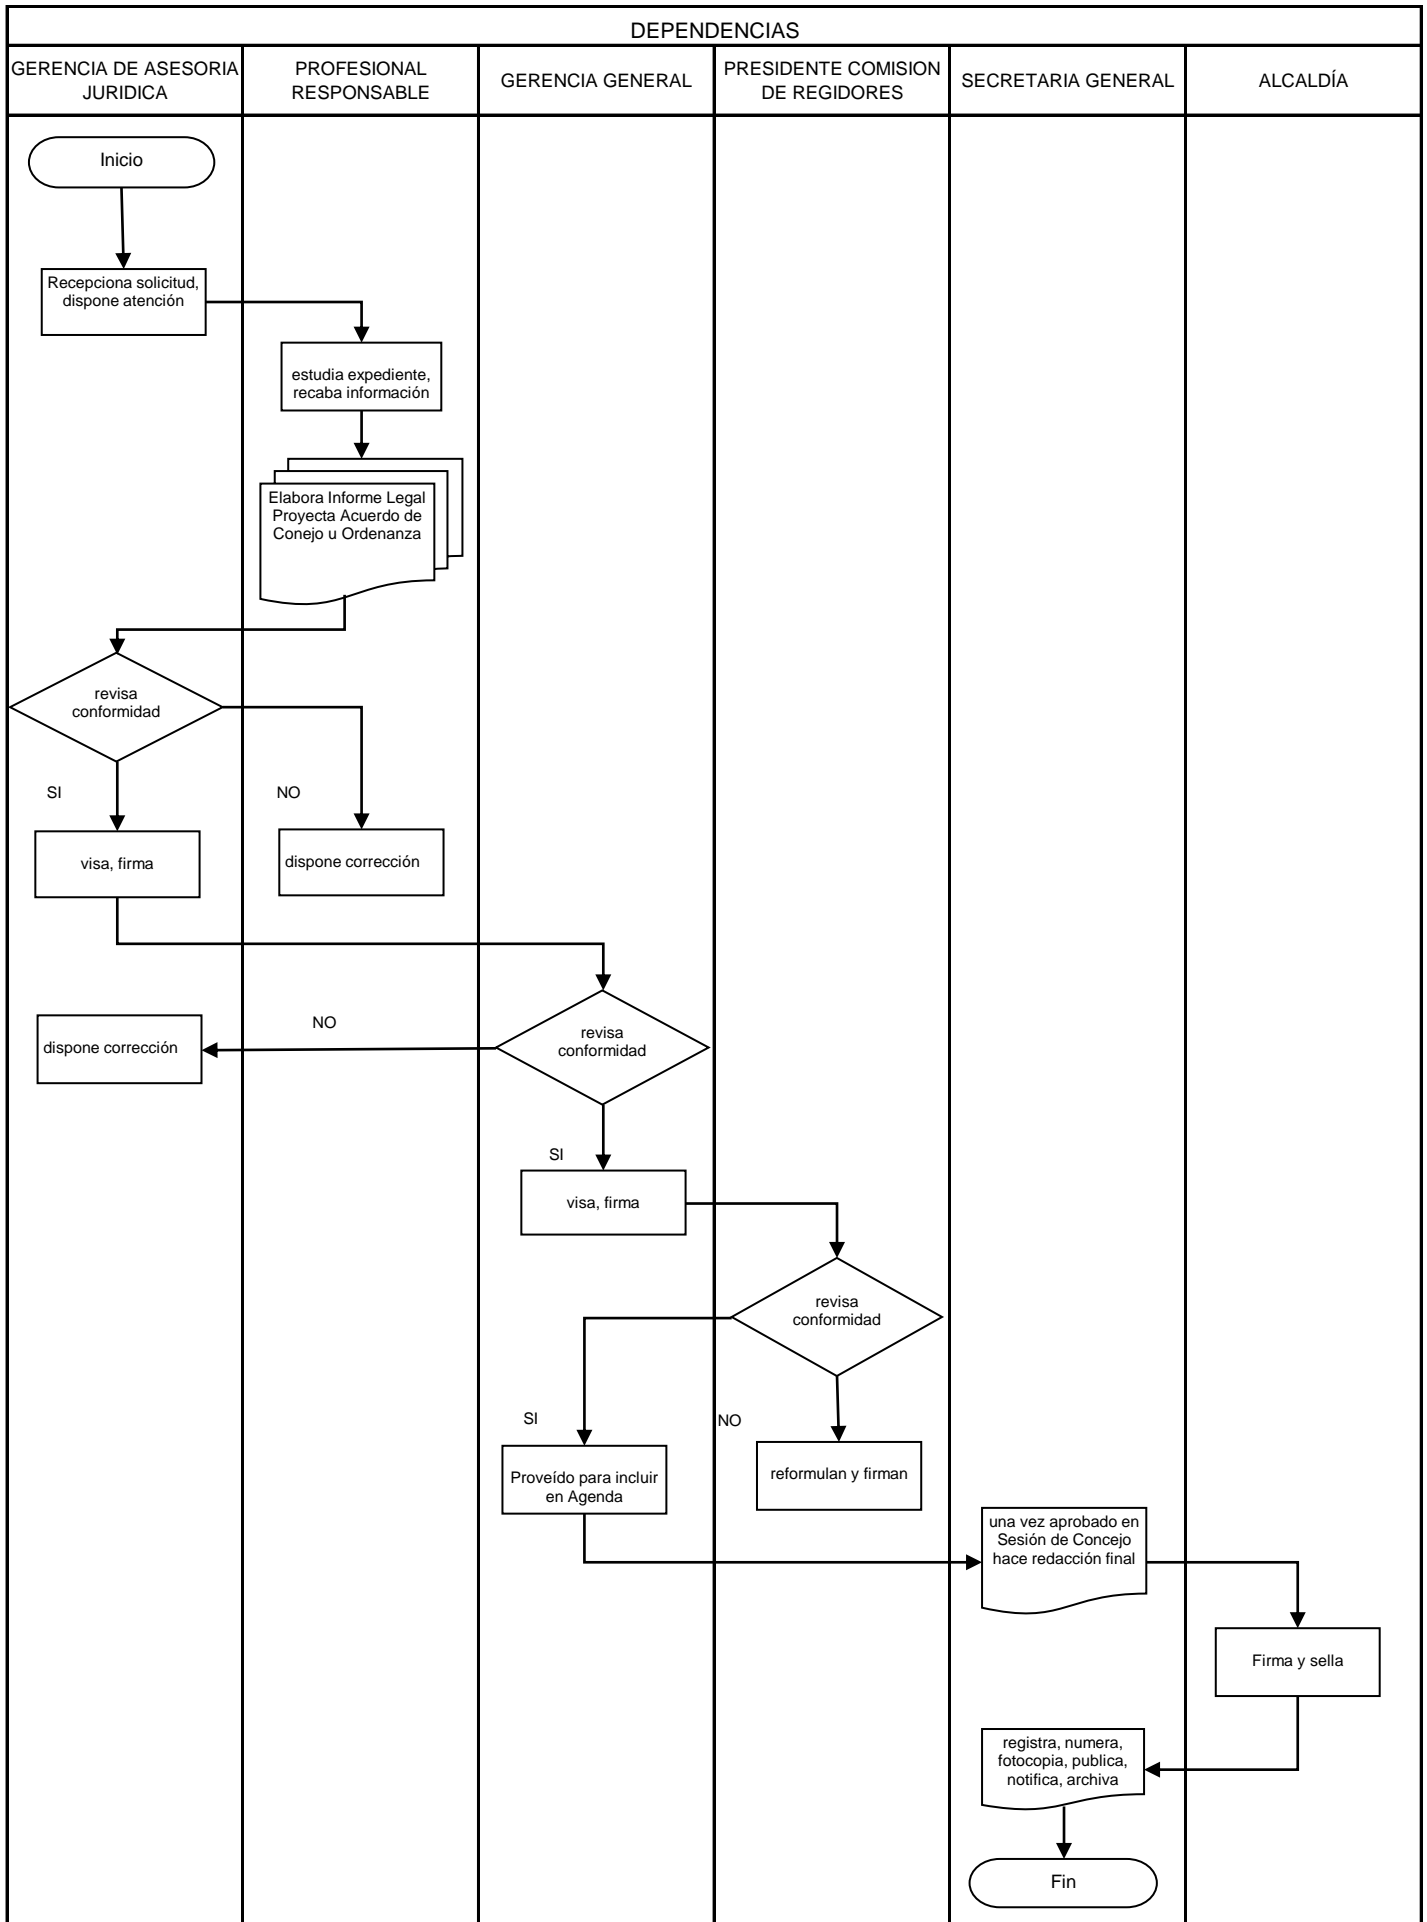 DEPENDENCIAS
GERENCIA DE ASESORIA
JURIDICA
PROFESIONAL
RESPONSABLE
GERENCIA GENERAL
PRESIDENTE COMISION
DE REGIDORES
SECRETARIA GENERAL
ALCALDÍA
Inicio
Recepciona solicitud,
dispone atención
estudia expediente,
recaba información
Elabora Informe Legal
Proyecta Acuerdo de
Conejo u Ordenanza
revisa
conformidad
SI
NO
visa, firma
dispone corrección
dispone corrección
NO
revisa
conformidad
SI
visa, firma
revisa
conformidad
SI
NO
Proveído para incluir
en Agenda
reformulan y firman
una vez aprobado en
Sesión de Concejo
hace redacción final
Firma y sella
registra, numera,
fotocopia, publica,
notifica, archiva
Fin